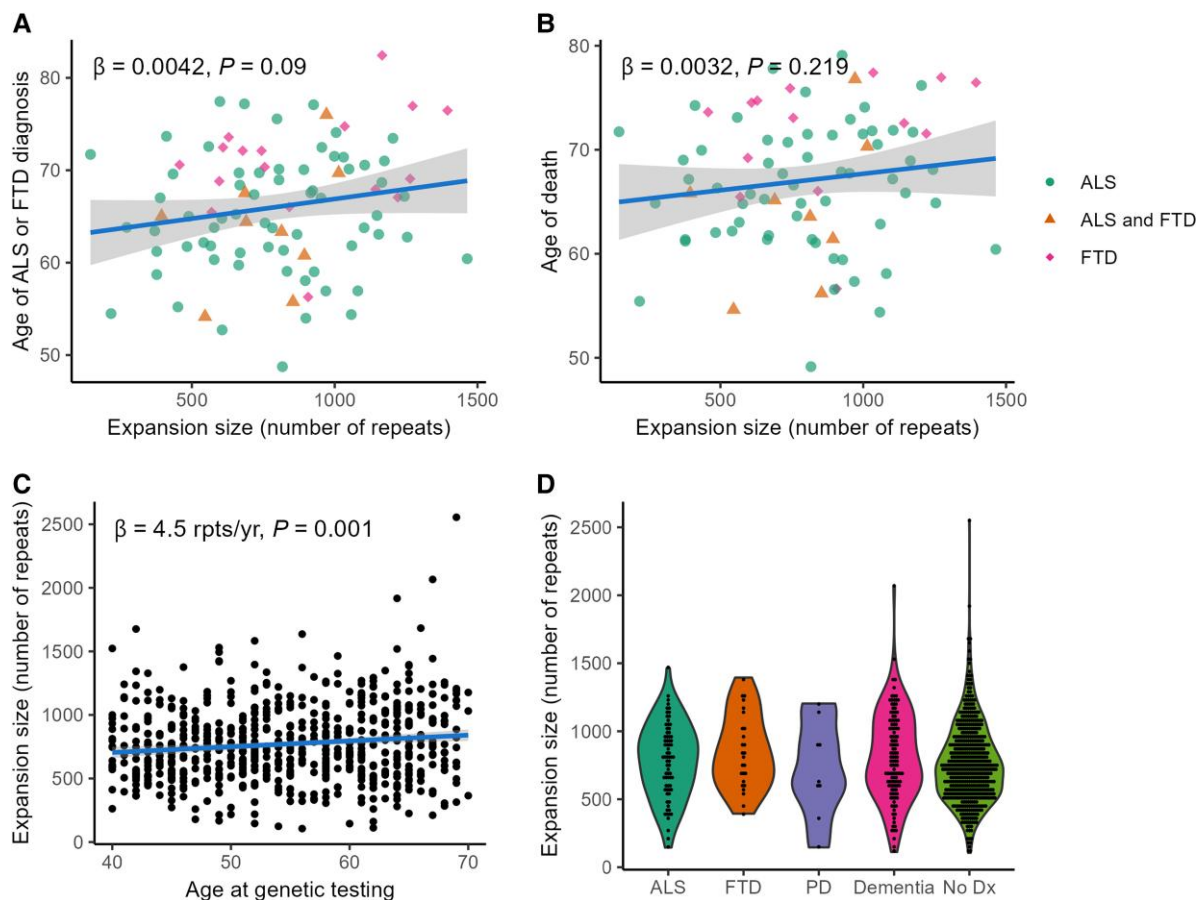 A
β = 0.0042, P = 0.09
Age of ALS or FTD diagnosis
80
70
60
50
500
1000
1500
Expansion size (number of repeats)
B
β = 0.0032, P = 0.219
Age of death
80
70
60
50
500
1000
1500
Expansion size (number of repeats)
ALS
ALS and FTD
FTD
C
β = 4.5 rpts/yr, P = 0.001
Expansion size (number of repeats)
2500
2000
1500
1000
500
0
40
50
60
70
Age at genetic testing
D
Expansion size (number of repeats)
2500
2000
1500
1000
500
0
ALS
FTD
PD
Dementia
No Dx